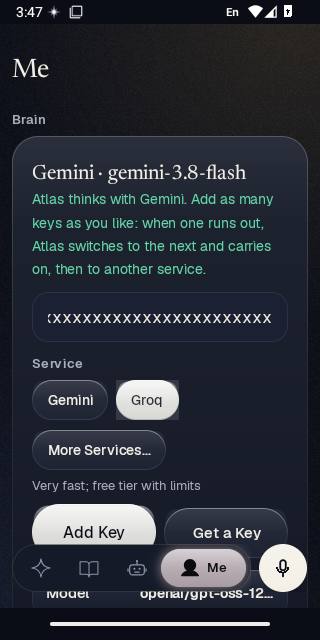 3:47
En
Me
Brain
Gemini · gemini-3.8-flash
Atlas thinks with Gemini. Add as many
keys as you like: when one runs out,
Atlas switches to the next and carries
on, then to another service.
xxxxxxxxxxxxxxxxxxxxx
Service
Gemini
Groq
More Services...
Very fast; free tier with limits
Add Key
Get a Key
Me
Model
openai/gpt-oss-12...